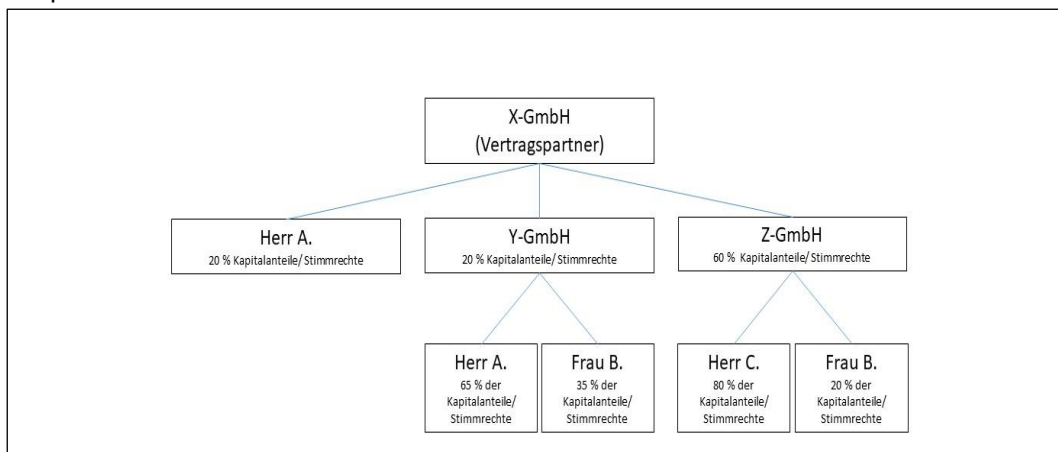 X-GmbH
(Vertragspartner)
Herr A.
20 % Kapitalanteile/ Stimmrechte
Y-GmbH
20 % Kapitalanteile/ Stimmrechte
Z-GmbH
60 % Kapitalanteile/ Stimmrechte
Herr A.
65 % der
Kapitalanteile/
Stimmrechte
Frau B.
35 % der
Kapitalanteile/
Stimmrechte
Herr C.
80 % der
Kapitalanteile/
Stimmrechte
Frau B.
20 % der
Kapitalanteile/
Stimmrechte